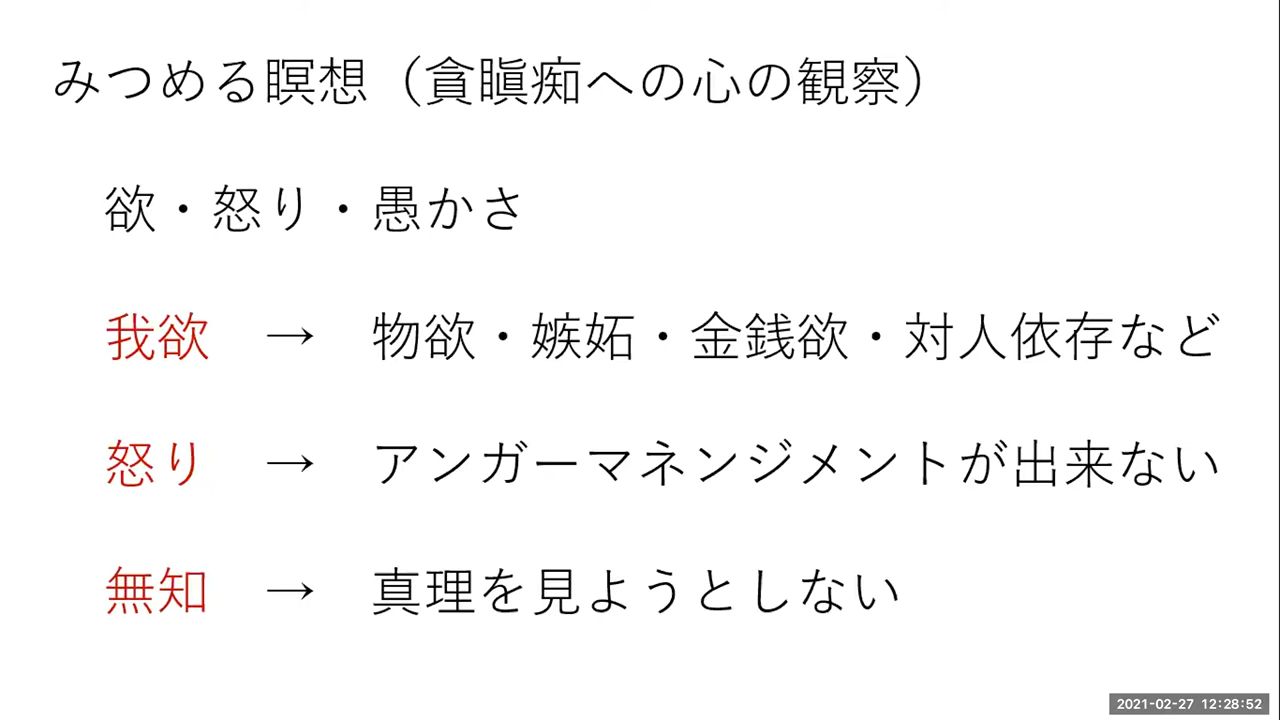 みつめる瞑想（貪瞋痴への心の観察）
欲・怒り・愚かさ
我欲　→　物欲・嫉妬・金銭欲・対人依存など
怒り　→　アンガーマネンジメントが出来ない
無知　→　真理を見ようとしない
2021-02-27 12:28:52